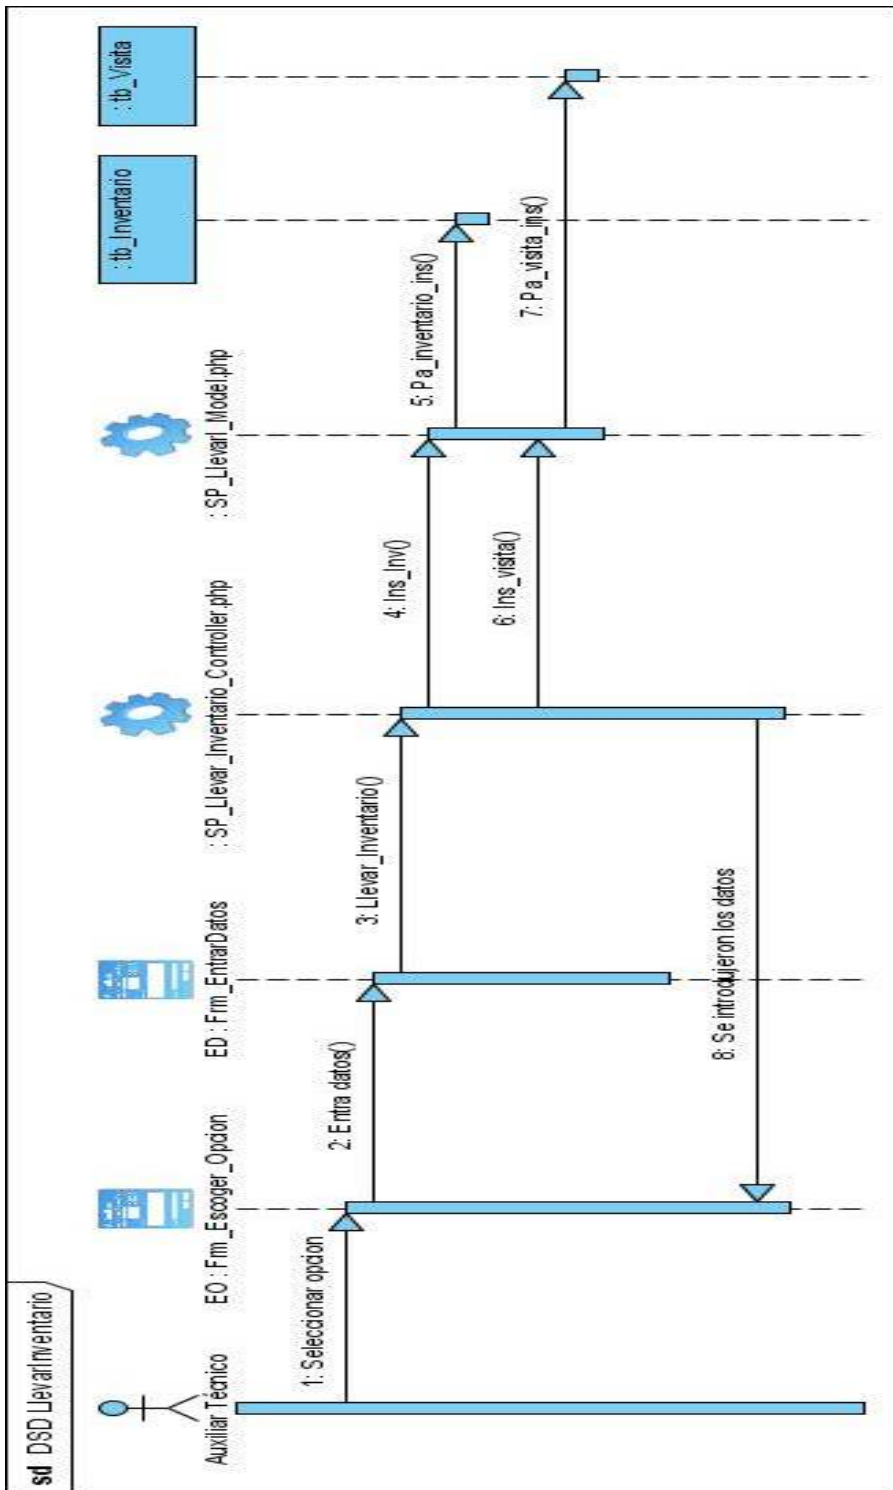 sd DSD LlevarInventario
Auxiliar Técnico
EO : Frm_Escoger_Opcion
ED : Frm_EntrarDatos
: SP_Llevar_Inventario_Controller.php
: SP_LlevarI_Model.php
: tb_Inventario
: tb_Visita
1: Seleccionar opcion
2: Entra datos()
3: Llevar_Inventario()
4: Ins_Inv()
5: Pa_inventario_ins()
6: Ins_visita()
7: Pa_visita_ins()
8: Se introdujeron los datos